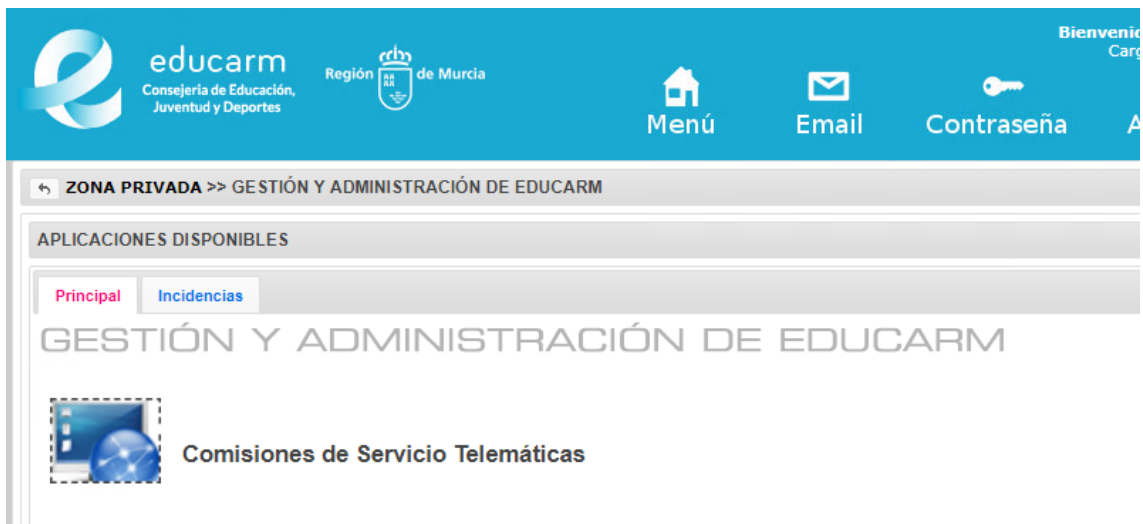 educarm
Consejería de Educación,
Juventud y Deportes
Región de Murcia
Menú
Email
Contraseña
ZONA PRIVADA >> GESTIÓN Y ADMINISTRACIÓN DE EDUCARM
APLICACIONES DISPONIBLES
Principal Incidencias
GESTIÓN Y ADMINISTRACIÓN DE EDUCARM
Comisiones de Servicio Telemáticas